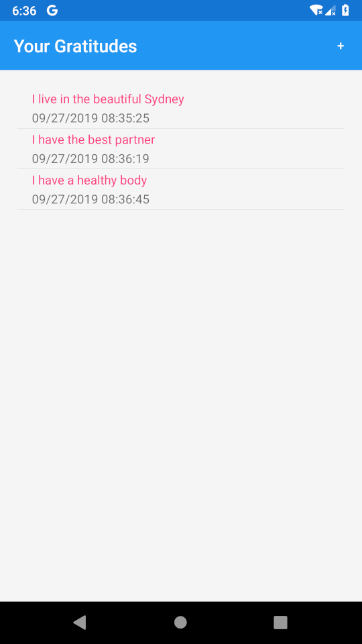 6:36 G
Your Gratitudes +
I live in the beautiful Sydney
09/27/2019 08:35:25
I have the best partner
09/27/2019 08:36:19
I have a healthy body
09/27/2019 08:36:45